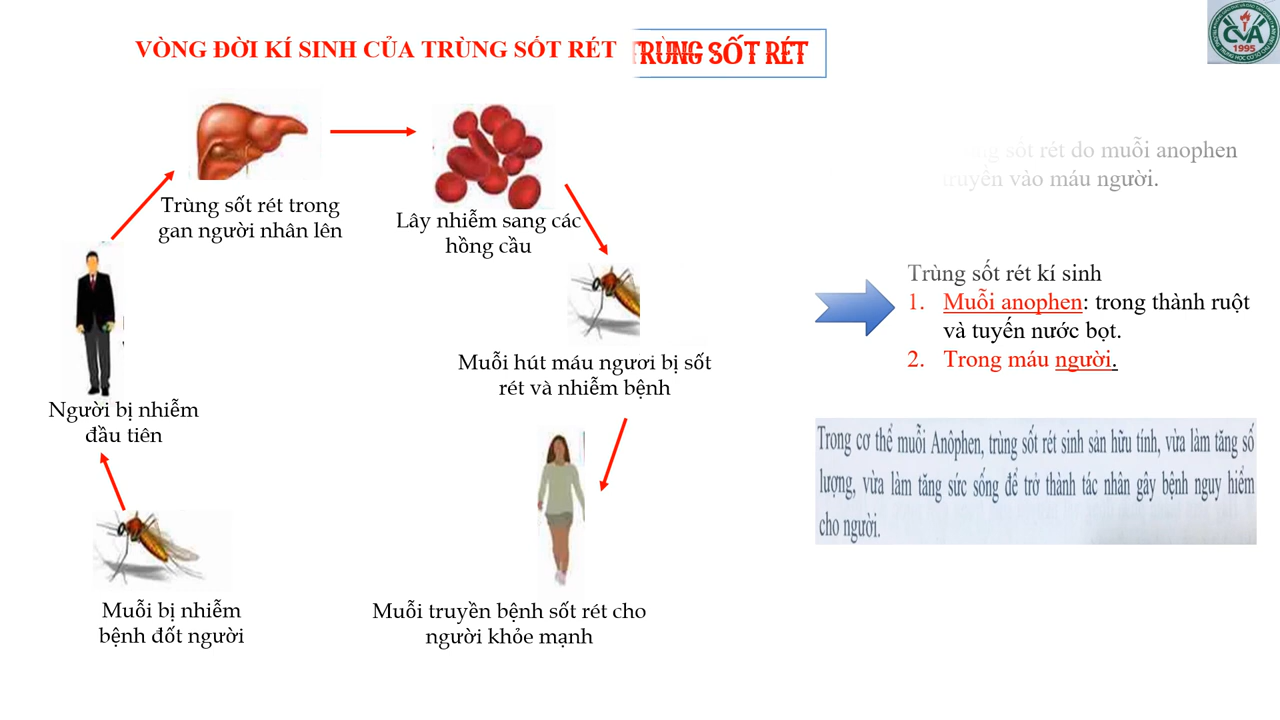 VÒNG ĐỜI KÍ SINH CỦA TRÙNG SỐT RÉT
TRÙNG SỐT RÉT
Trùng sốt rét trong
gan người nhân lên
Lây nhiễm sang các
hồng cầu
Muỗi hút máu ngươi bị sốt
rét và nhiễm bệnh
Người bị nhiễm
đầu tiên
Muỗi bị nhiễm
bệnh đốt người
Muỗi truyền bệnh sốt rét cho
người khỏe mạnh
sốt rét do muỗi anophen
truyền vào máu người.
Trùng sốt rét kí sinh
1. Muỗi anophen: trong thành ruột
và tuyến nước bọt.
2. Trong máu người.
Trong cơ thể muỗi Anôphen, trùng sốt rét sinh sản hữu tính, vừa làm tăng số
lượng, vừa làm tăng sức sống để trở thành tác nhân gây bệnh nguy hiểm
cho người.
CVA
1995